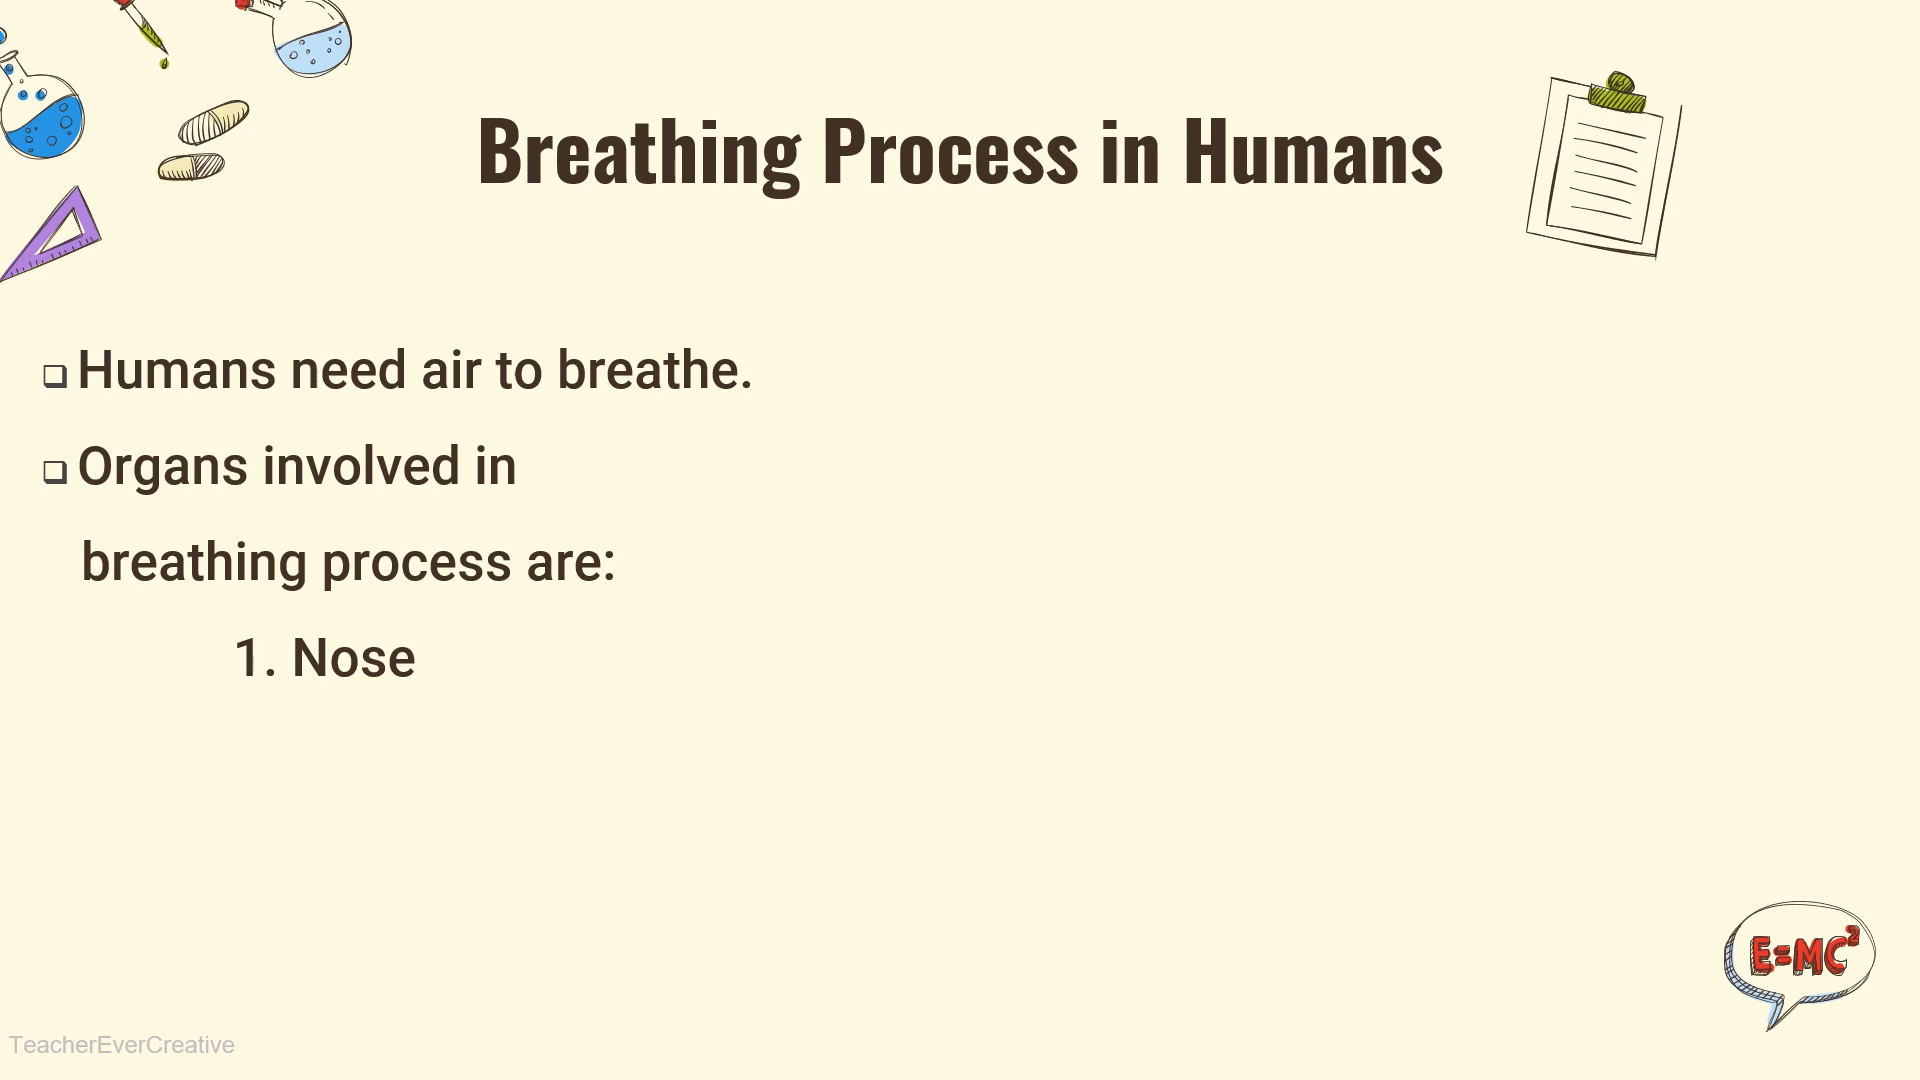 Breathing Process in Humans
❑ Humans need air to breathe.
❑ Organs involved in
breathing process are:
1. Nose
E=MC²
TeacherEverCreative